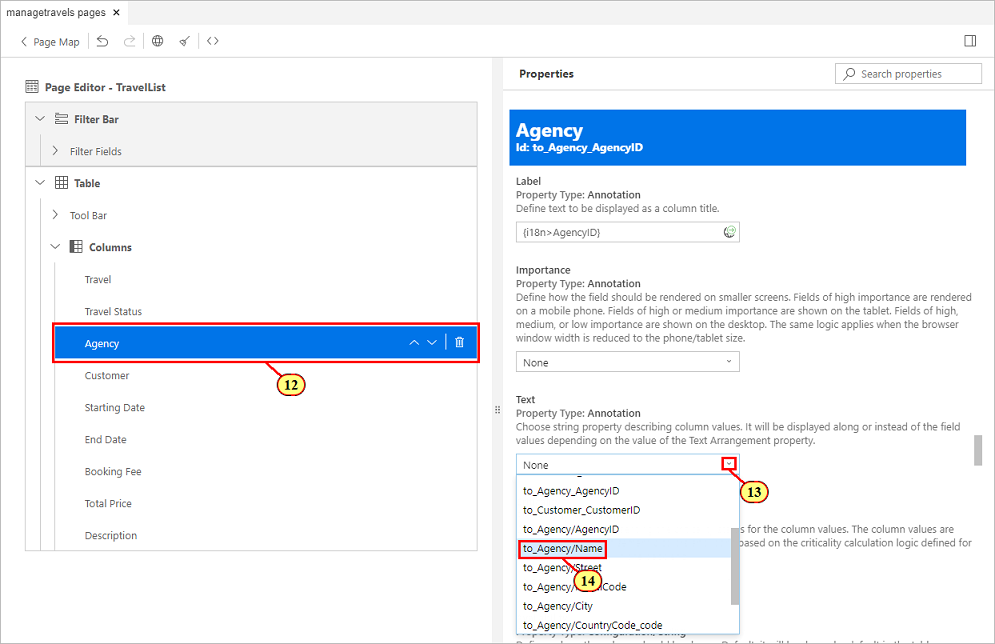 managetravels pages ×
Page Map
Page Editor - TravelList
Filter Bar
Filter Fields
Table
Tool Bar
Columns
Travel
Travel Status
Agency
Customer
Starting Date
End Date
Booking Fee
Total Price
Description
12
Properties
Search properties
Agency
Id: to_Agency_AgencyID
Label
Property Type: Annotation
Define text to be displayed as a column title.
{i18n>AgencyID}
Importance
Property Type: Annotation
Define how the field should be rendered on smaller screens. Fields of high importance are rendered
on a mobile phone. Fields of high or medium importance are shown on the tablet. Fields of high,
medium, or low importance are shown on the desktop. The same logic applies when the browser
window width is reduced to the phone/tablet size.
None
Text
Property Type: Annotation
Choose string property describing column values. It will be displayed along or instead of the field
values depending on the value of the Text Arrangement property.
None
13
to_Agency_AgencyID
to_Customer_CustomerID
to_Agency/AgencyID
s for the column values. The column values are
based on the criticality calculation logic defined for
to_Agency/Name
to_Agency/Street
14
to_Agency/
to_Agency/City
to_Agency/CountryCode_code